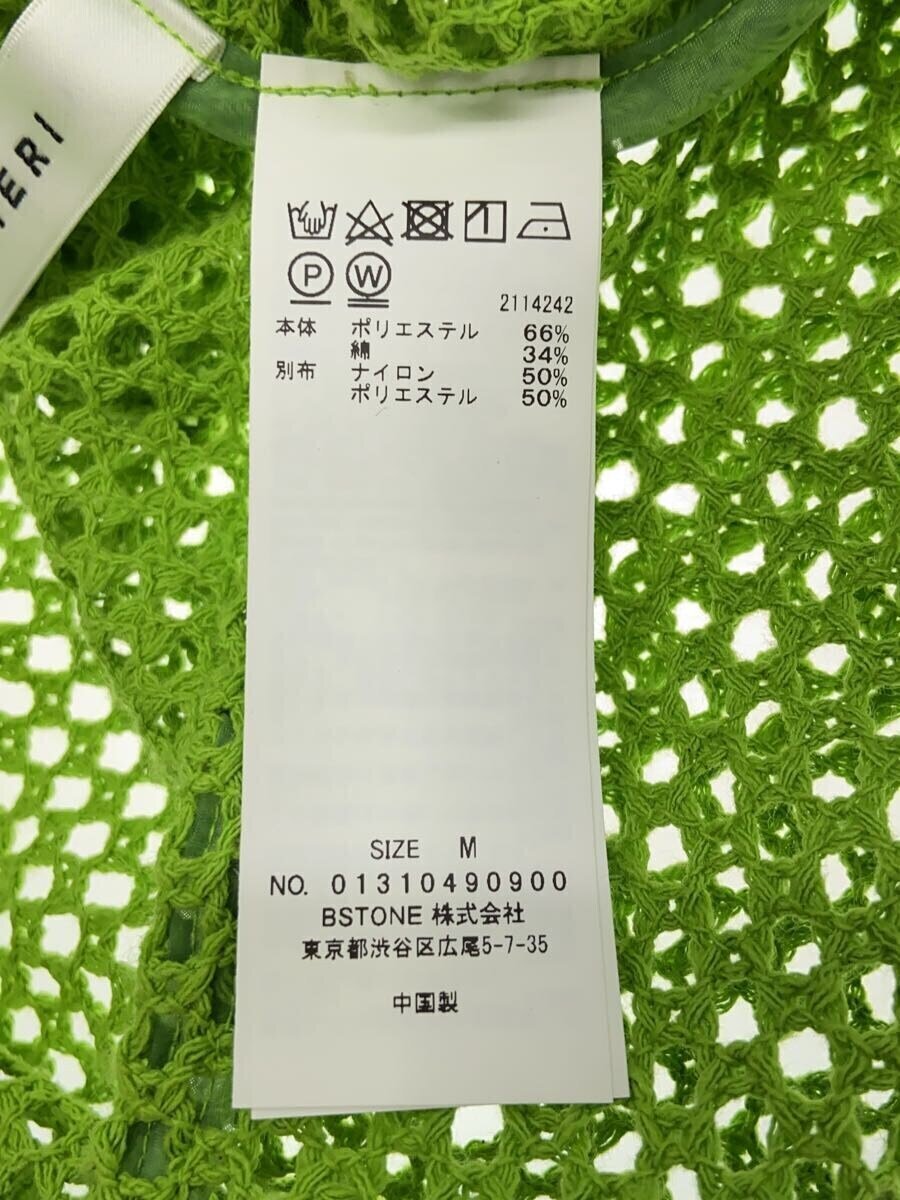 P W
2114242
本体 ポリエステル 66%
綿 34%
別布 ナイロン 50%
ポリエステル 50%
SIZE M
NO. 01310490900
BSTONE 株式会社
東京都渋谷区広尾5-7-35
中国製